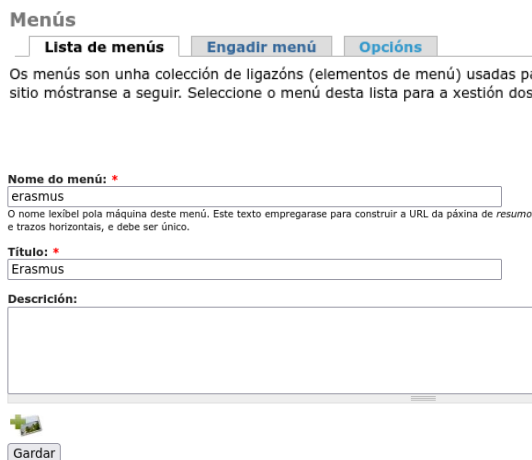 Menús
Lista de menús Engadir menú Opcións
Os menús son unha colección de ligazóns (elementos de menú) usadas
sitio móstranse a seguir. Seleccione o menú desta lista para a xestión dos
Nome do menú: *
erasmus
O nome lexíbel pola máquina deste menú. Este texto empregarase para construir a URL da páxina de resumo
e trazos horizontais, e debe ser único.
Título: *
Erasmus
Descrición:
Gardar